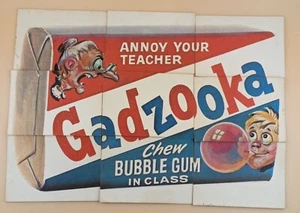 ANNOY YOUR
TEACHER
Gadzooka
Chew
BUBBLE GUM
IN CLASS